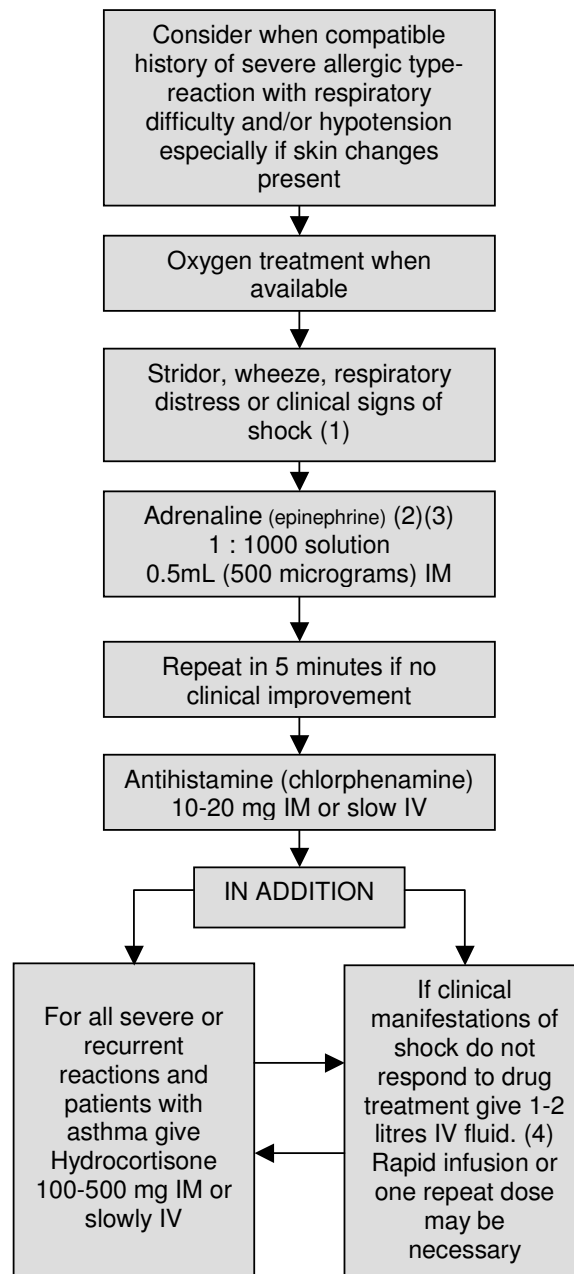 Consider when compatible
history of severe allergic type-
reaction with respiratory
difficulty and/or hypotension
especially if skin changes
present
Oxygen treatment when
available
Stridor, wheeze, respiratory
distress or clinical signs of
shock (1)
Adrenaline (epinephrine) (2)(3)
1 : 1000 solution
0.5mL (500 micrograms) IM
Repeat in 5 minutes if no
clinical improvement
Antihistamine (chlorphenamine)
10-20 mg IM or slow IV
IN ADDITION
For all severe or
recurrent
reactions and
patients with
asthma give
Hydrocortisone
100-500 mg IM or
slowly IV
If clinical
manifestations of
shock do not
respond to drug
treatment give 1-2
litres IV fluid. (4)
Rapid infusion or
one repeat dose
may be
necessary